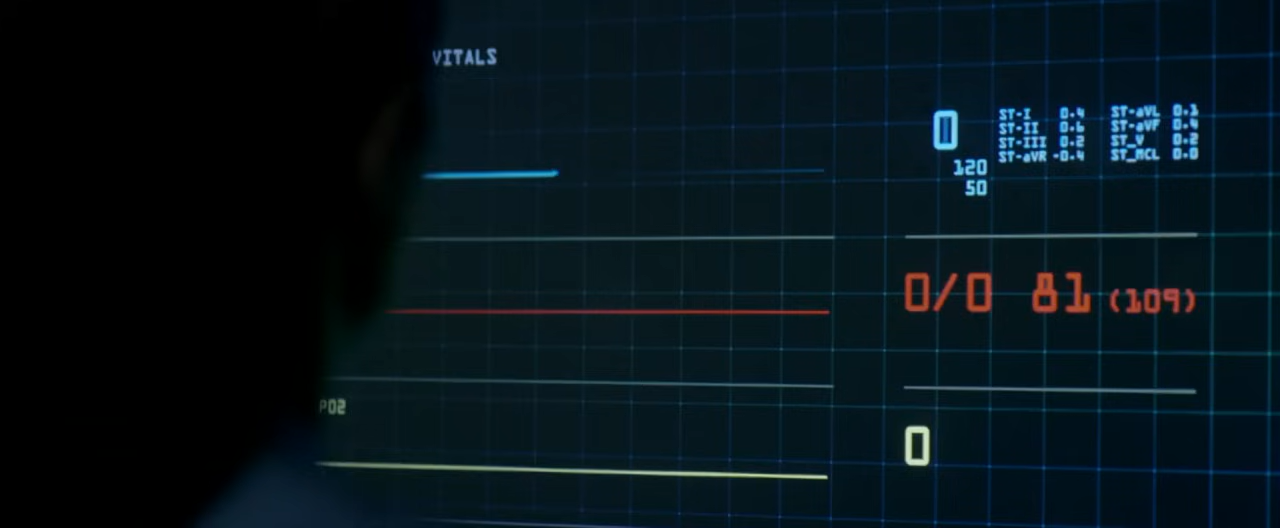 VITALS
0
ST-I 0.4 ST-aVL 0.1
ST-II 0.6 ST-aVF 0.4
ST-III 0.2 ST_V 0.2
ST-aVR -0.4 ST_MCL 0.0
120
50
0/0 81 (109)
PO2
0